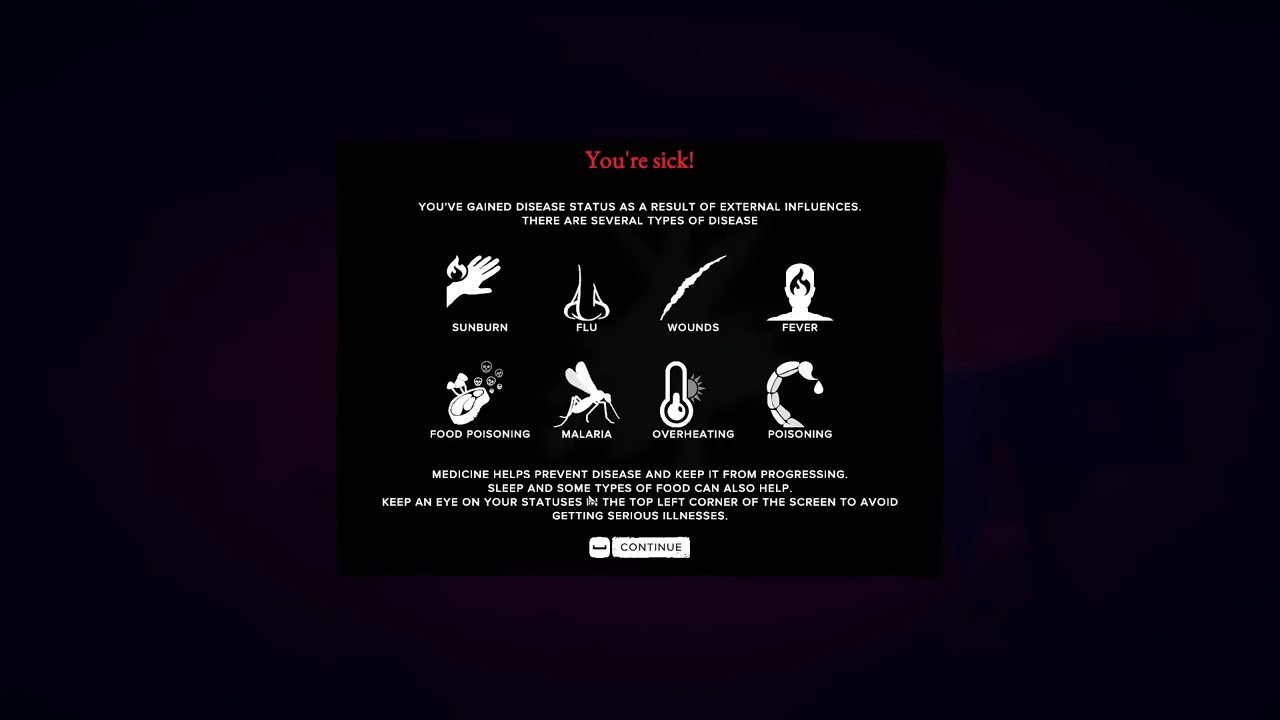 You're sick!
YOU'VE GAINED DISEASE STATUS AS A RESULT OF EXTERNAL INFLUENCES.
THERE ARE SEVERAL TYPES OF DISEASE
SUNBURN FLU WOUNDS FEVER
FOOD POISONING MALARIA OVERHEATING POISONING
MEDICINE HELPS PREVENT DISEASE AND KEEP IT FROM PROGRESSING.
SLEEP AND SOME TYPES OF FOOD CAN ALSO HELP.
KEEP AN EYE ON YOUR STATUSES IN THE TOP LEFT CORNER OF THE SCREEN TO AVOID
GETTING SERIOUS ILLNESSES.
CONTINUE